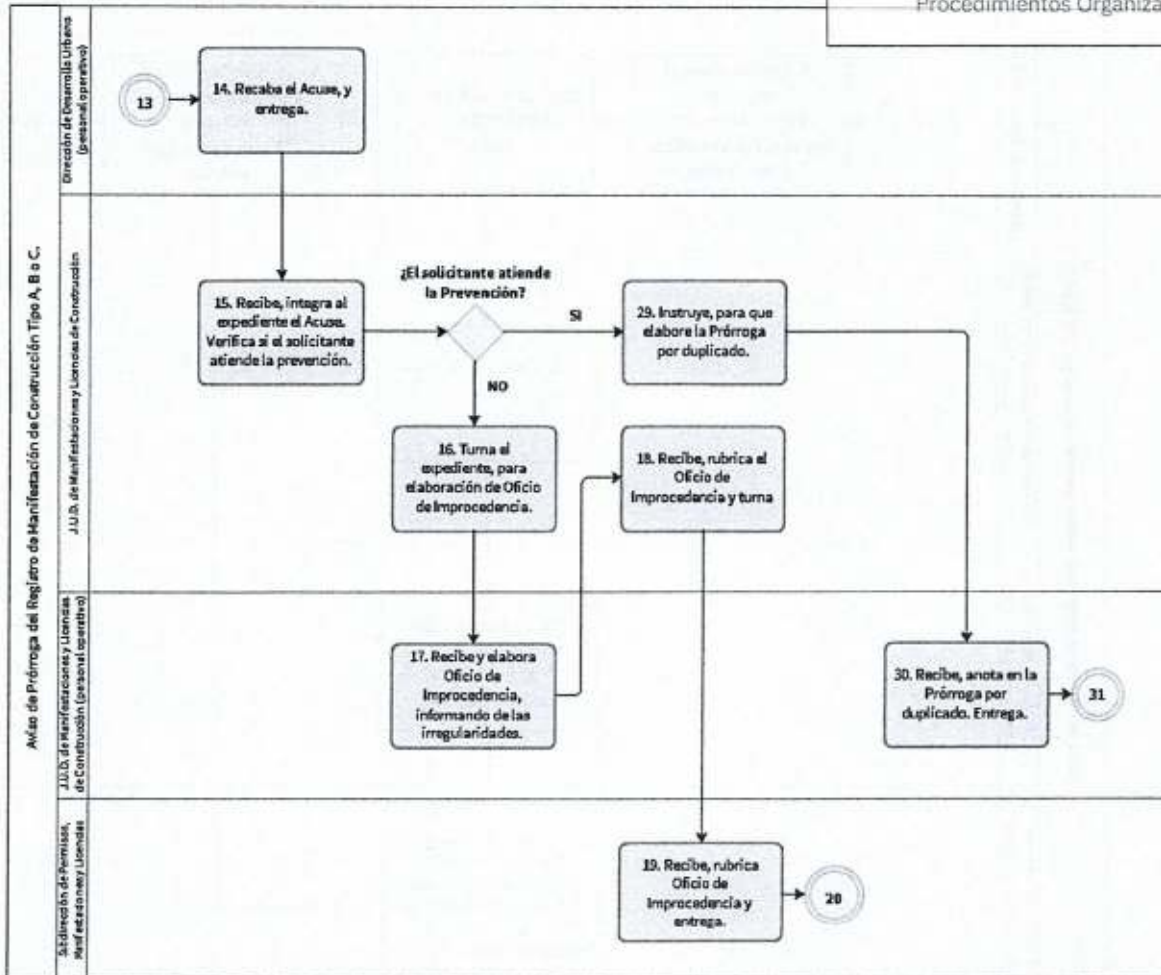 Procedimientos Organiza
Aviso de Prórroga del Registro de Manifestación de Construcción Tipo A, B o C.
Dirección de Desarrollo Urbano
(personal operativo)
13
14. Recaba el Acuse, y
entrega.
J.U.D. de Manifestaciones y Licencias de Construcción
15. Recibe, integra al
expediente el Acuse.
Verifica si el solicitante
atiende la prevención.
¿El solicitante atiende
la Prevención?
SI
NO
29. Instruye, para que
elabore la Prórroga
por duplicado.
16. Turna el
expediente, para
elaboración de Oficio
de Improcedencia.
18. Recibe, rubrica el
Oficio de
Improcedencia y turna
J.U.D. de Manifestaciones y Licencias
de Construcción (personal operativo)
17. Recibe y elabora
Oficio de
Improcedencia,
informando de las
irregularidades.
30. Recibe, anota en la
Prórroga por
duplicado. Entrega.
31
Subdirección de Permisos,
Manifestaciones y Licencias
19. Recibe, rubrica
Oficio de
Improcedencia y
entrega.
20